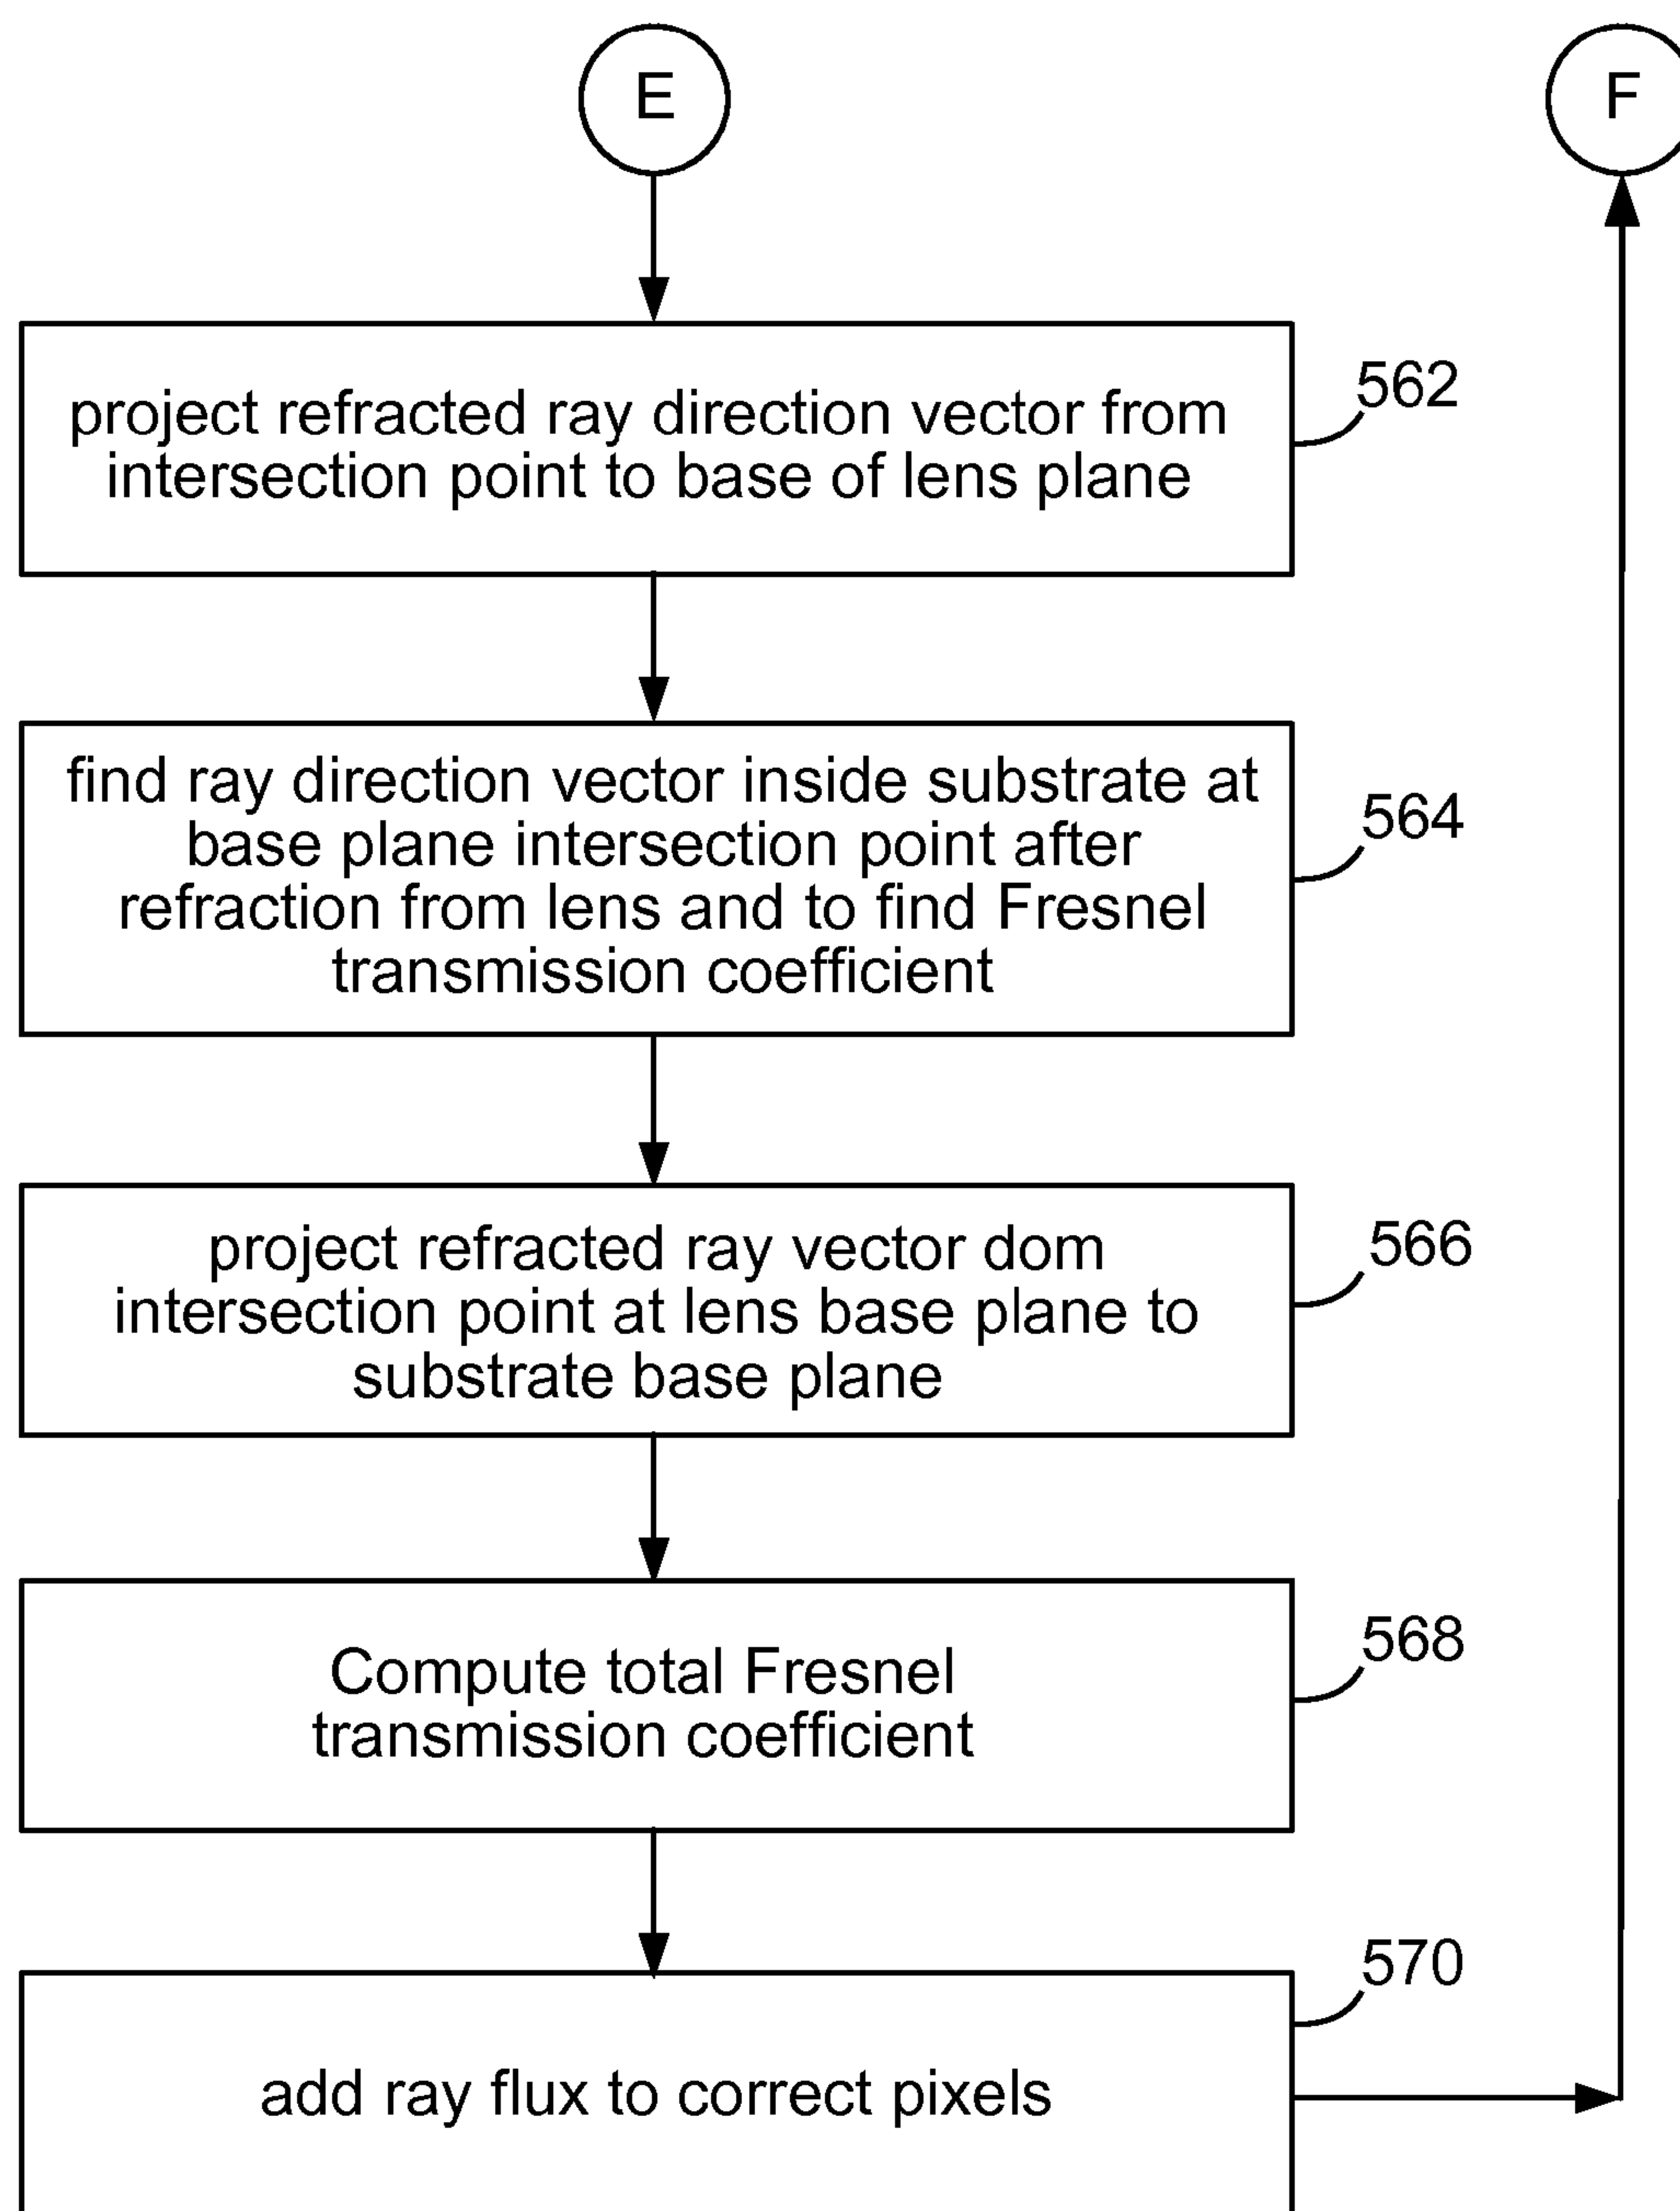 E
F
project refracted ray direction vector from
intersection point to base of lens plane
562
find ray direction vector inside substrate at
base plane intersection point after
refraction from lens and to find Fresnel
transmission coefficient
564
project refracted ray vector dom
intersection point at lens base plane to
substrate base plane
566
Compute total Fresnel
transmission coefficient
568
add ray flux to correct pixels
570